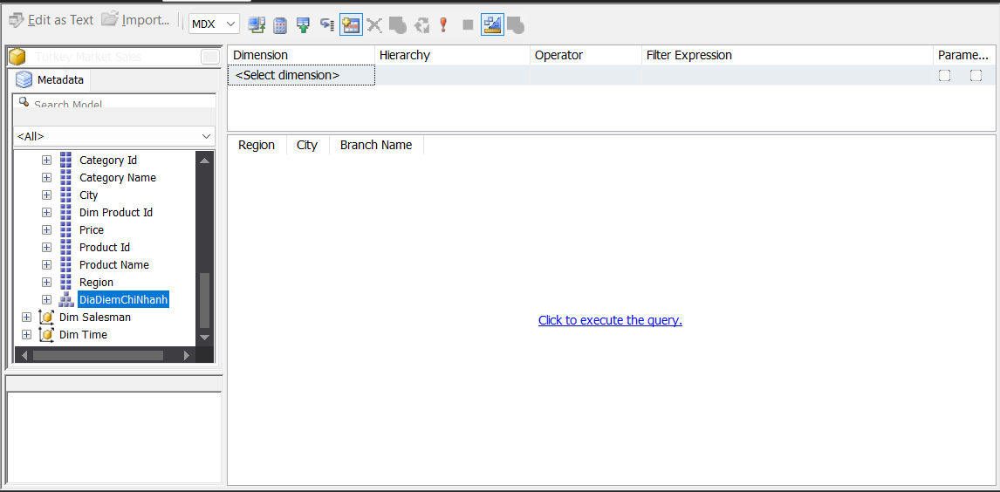 Edit as Text Import... MDX
Turkey Market Sales
Metadata
Search Model
<All>
Category Id
Category Name
City
Dim Product Id
Price
Product Id
Product Name
Region
DiaDiemChiNhanh
Dim Salesman
Dim Time
Dimension Hierarchy Operator Filter Expression Parame...
<Select dimension>
Region City Branch Name
Click to execute the query.